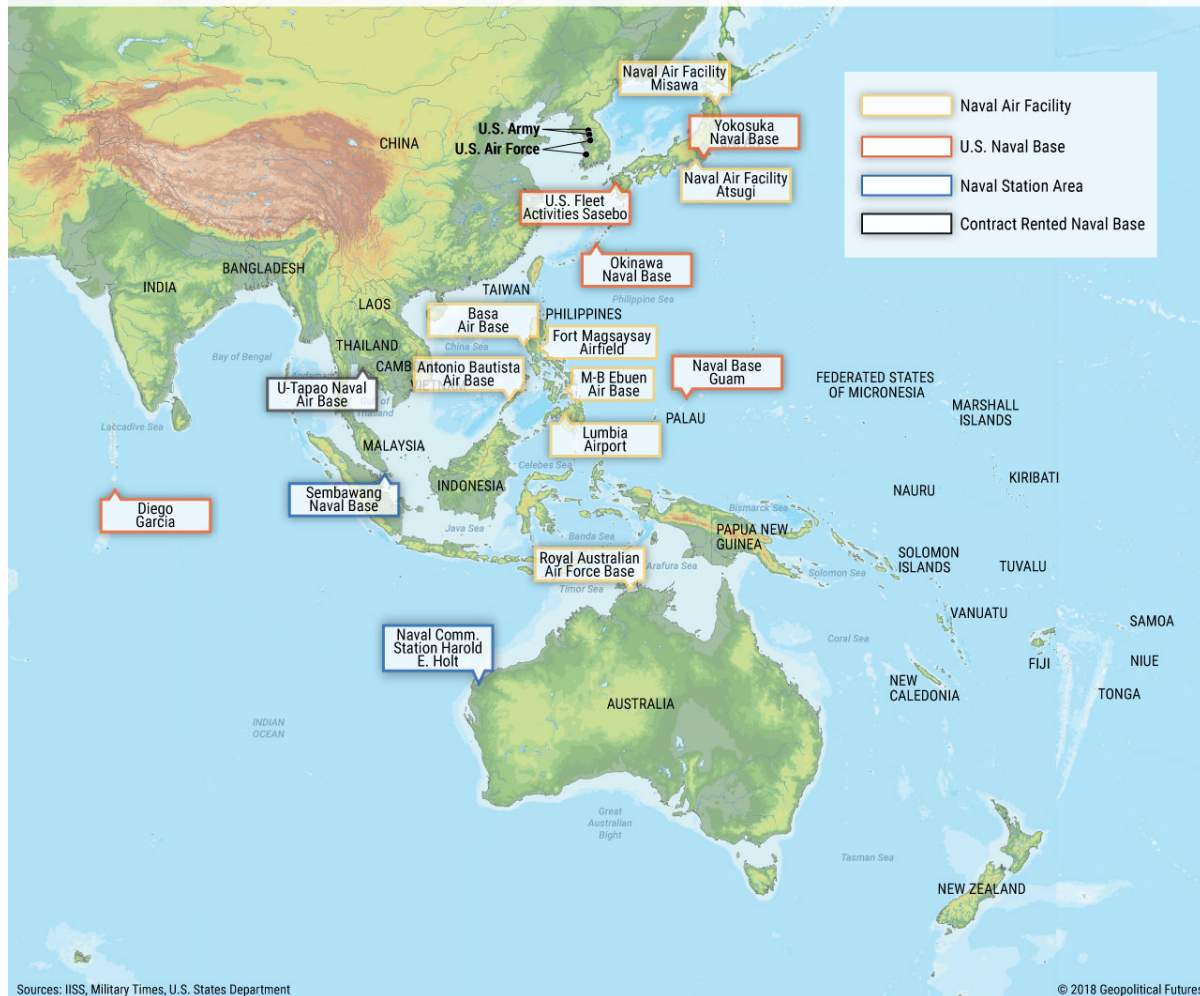 Naval Air Facility
Misawa
Naval Air Facility
U.S. Naval Base
Naval Station Area
Contract Rented Naval Base
U.S. Army
U.S. Air Force
CHINA
Yokosuka
Naval Base
Naval Air Facility
Atsugi
U.S. Fleet
Activities Sasebo
Okinawa
Naval Base
BANGLADESH
INDIA
TAIWAN
Philippine Sea
LAOS
Basa
Air Base
PHILIPPINES
Fort Magsaysay
Airfield
THAILAND
China Sea
Bay of Bengal
CAMB
Antonio Bautista
Air Base
M-B Ebuen
Air Base
Naval Base
Guam
FEDERATED STATES
OF MICRONESIA
U-Tapao Naval
Air Base
Gulf of
Thailand
MARSHALL
ISLANDS
PALAU
Laccadive Sea
MALAYSIA
Lumbia
Airport
Celebes Sea
KIRIBATI
INDONESIA
NAURU
Sembawang
Naval Base
Diego
Garcia
Bismarck Sea
Java Sea
Banda Sea
PAPUA NEW
GUINEA
Royal Australian
Air Force Base
Arafura Sea
SOLOMON
ISLANDS
Solomon Sea
TUVALU
Timor Sea
VANUATU
SAMOA
Naval Comm.
Station Harold
E. Holt
Coral Sea
FIJI
NIUE
NEW
CALEDONIA
TONGA
AUSTRALIA
INDIAN
OCEAN
Great
Australian
Bight
Tasman Sea
NEW ZEALAND
Sources: IISS, Military Times, U.S. States Department
© 2018 Geopolitical Futures